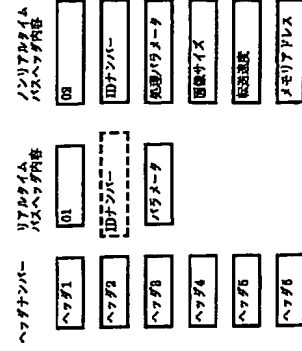 ヘッダナンバー
リアルタイム
パスヘッダ内容
ノンリアルタイム
パスヘッダ内容
ヘッダ1
01
ヘッダ2
IDナンバー
IDナンバー
ヘッダ3
パラメータ
処理パラメータ
ヘッダ4
画像サイズ
ヘッダ5
転送速度
ヘッダ6
メモリアドレス